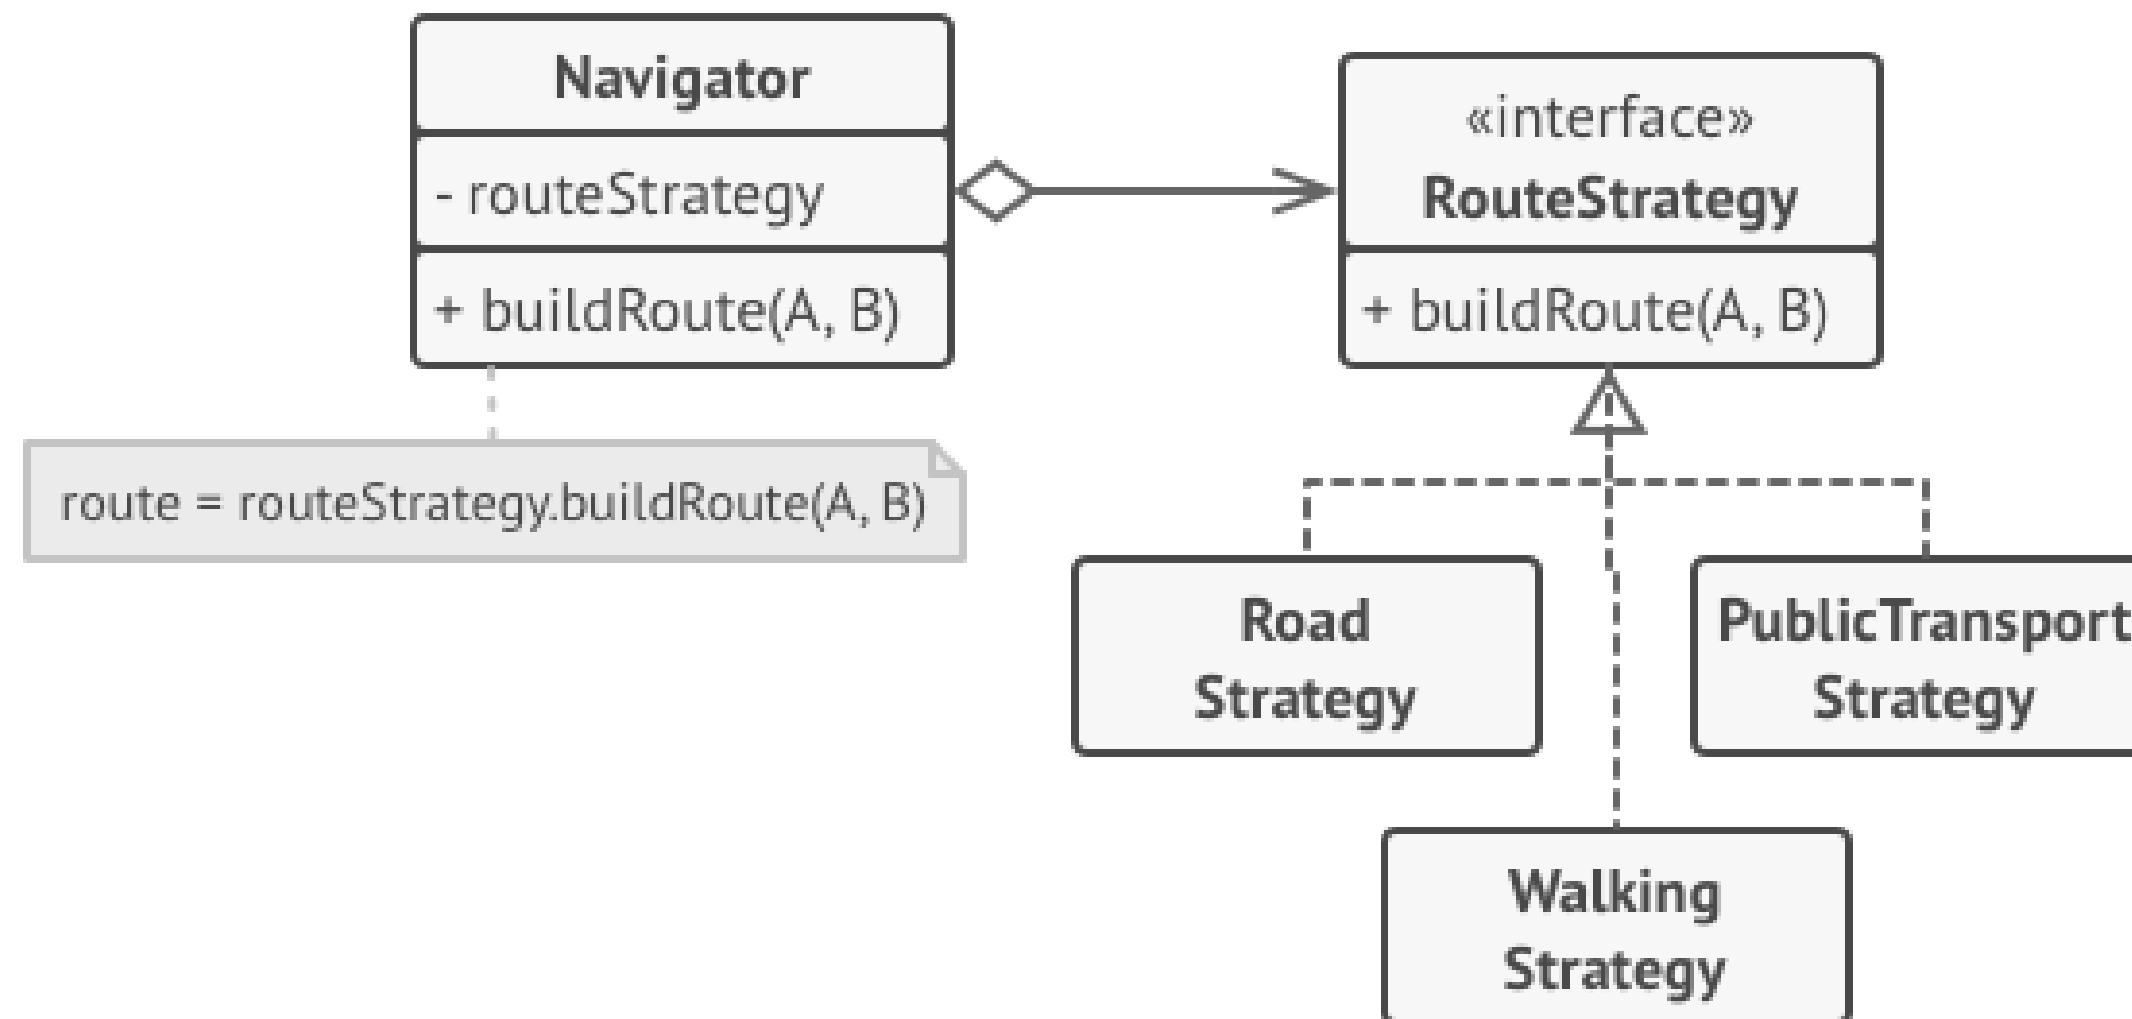 Navigator
- routeStrategy
+ buildRoute(A, B)
route = routeStrategy.buildRoute(A, B)
«interface»
RouteStrategy
+ buildRoute(A, B)
Road
Strategy
PublicTransport
Strategy
Walking
Strategy